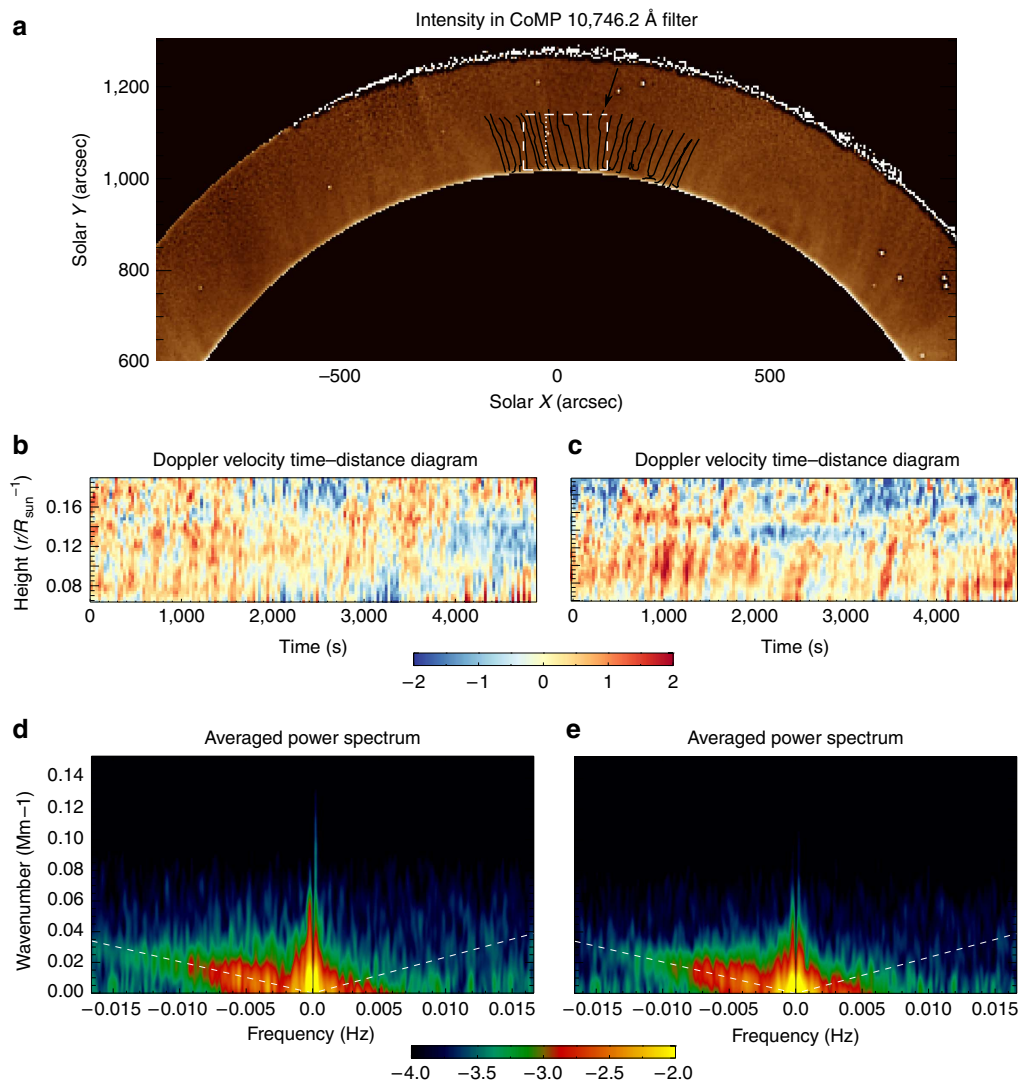 a
Intensity in CoMP 10,746.2 Å filter
1,200
1,000
800
600
Solar Y (arcsec)
−500
0
500
Solar X (arcsec)
b
Doppler velocity time–distance diagram
0.16
0.12
0.08
Height (r/Rsun−1)
0
1,000
2,000
3,000
4,000
Time (s)
c
Doppler velocity time–distance diagram
0
1,000
2,000
3,000
4,000
Time (s)
−2
−1
0
1
2
d
Averaged power spectrum
0.14
0.12
0.10
0.08
0.06
0.04
0.02
0.00
Wavenumber (Mm−1)
−0.015
−0.010
−0.005
0.0
0.005
0.010
0.015
Frequency (Hz)
e
Averaged power spectrum
−0.015
−0.010
−0.005
0.0
0.005
0.010
0.015
Frequency (Hz)
−4.0
−3.5
−3.0
−2.5
−2.0